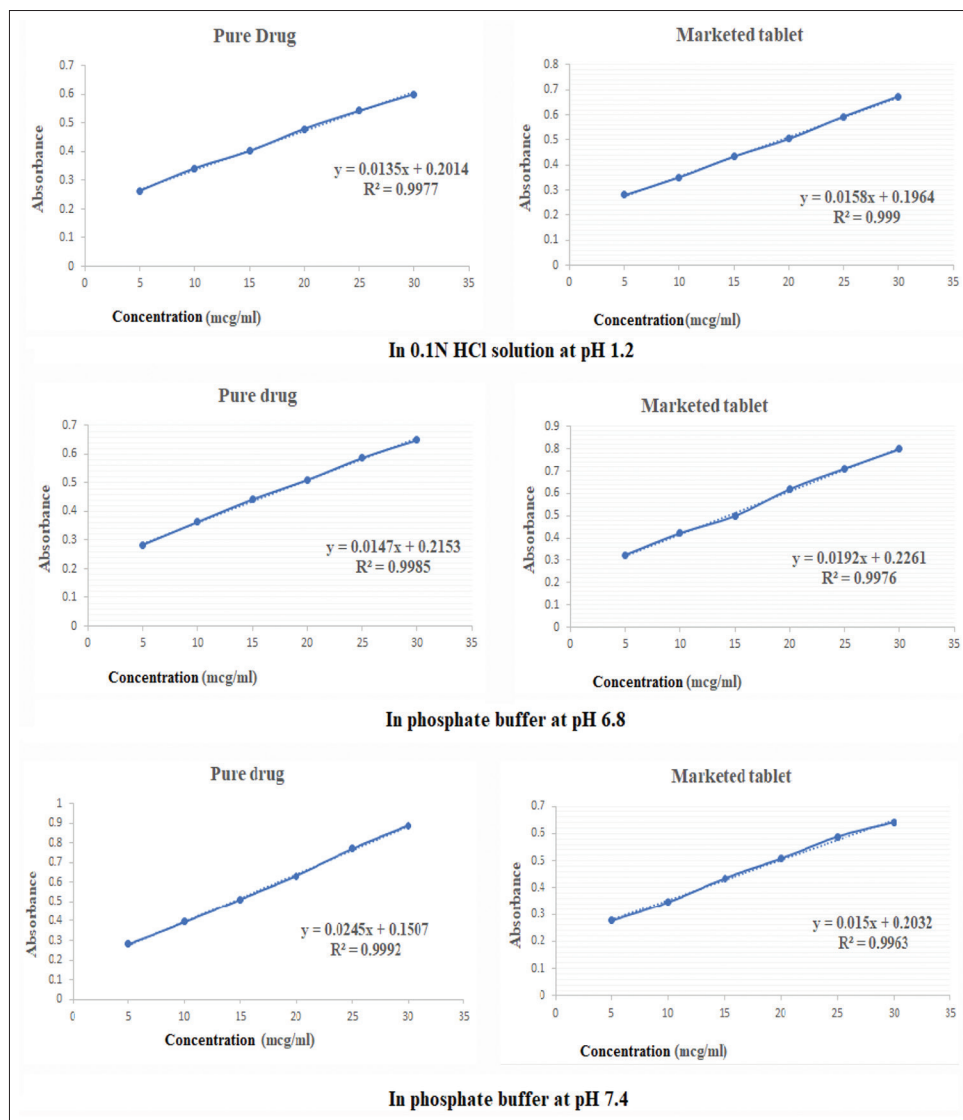 Pure Drug
0.7
0.6
0.5
0.4
0.3
0.2
0.1
0
Absorbance
y = 0.0135x + 0.2014
R² = 0.9977
0 5 10 15 20 25 30 35
Concentration (mcg/ml)
Marketed tablet
0.8
0.7
0.6
0.5
0.4
0.3
0.2
0.1
0
Absorbance
y = 0.0158x + 0.1964
R² = 0.999
0 5 10 15 20 25 30 35
Concentration(mcg/ml)
In 0.1N HCl solution at pH 1.2
Pure drug
0.7
0.6
0.5
0.4
0.3
0.2
0.1
0
Absorbance
y = 0.0147x + 0.2153
R² = 0.9985
0 5 10 15 20 25 30 35
Concentration (mcg/ml)
Marketed tablet
0.9
0.8
0.7
0.6
0.5
0.4
0.3
0.2
0.1
0
Absorbance
y = 0.0192x + 0.2261
R² = 0.9976
0 5 10 15 20 25 30 35
Concentration (mcg/ml)
In phosphate buffer at pH 6.8
Pure drug
1
0.9
0.8
0.7
0.6
0.5
0.4
0.3
0.2
0.1
0
Absorbance
y = 0.0245x + 0.1507
R² = 0.9992
0 5 10 15 20 25 30 35
Concentration (mcg/ml)
Marketed tablet
0.7
0.6
0.5
0.4
0.3
0.2
0.1
0
Absorbance
y = 0.015x + 0.2032
R² = 0.9963
0 5 10 15 20 25 30 35
Concentration (mcg/ml)
In phosphate buffer at pH 7.4